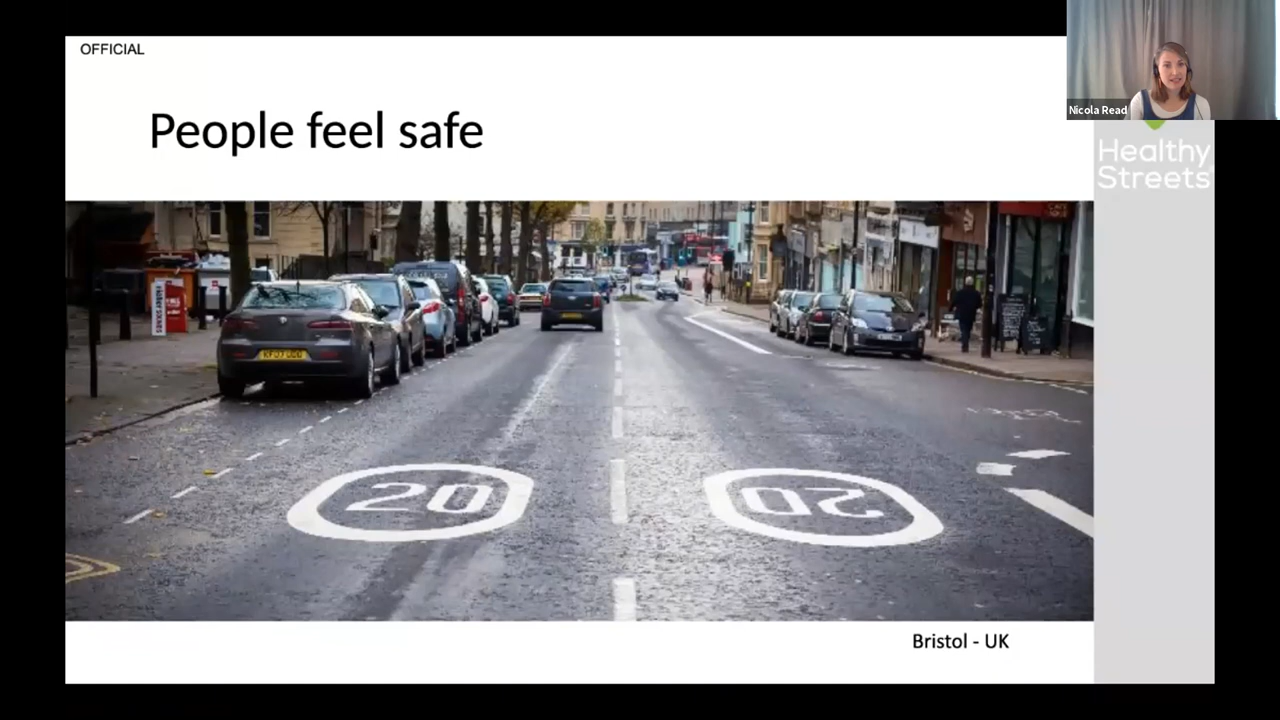 OFFICIAL
People feel safe
Nicola Read
Healthy
Streets
20
20
Bristol - UK